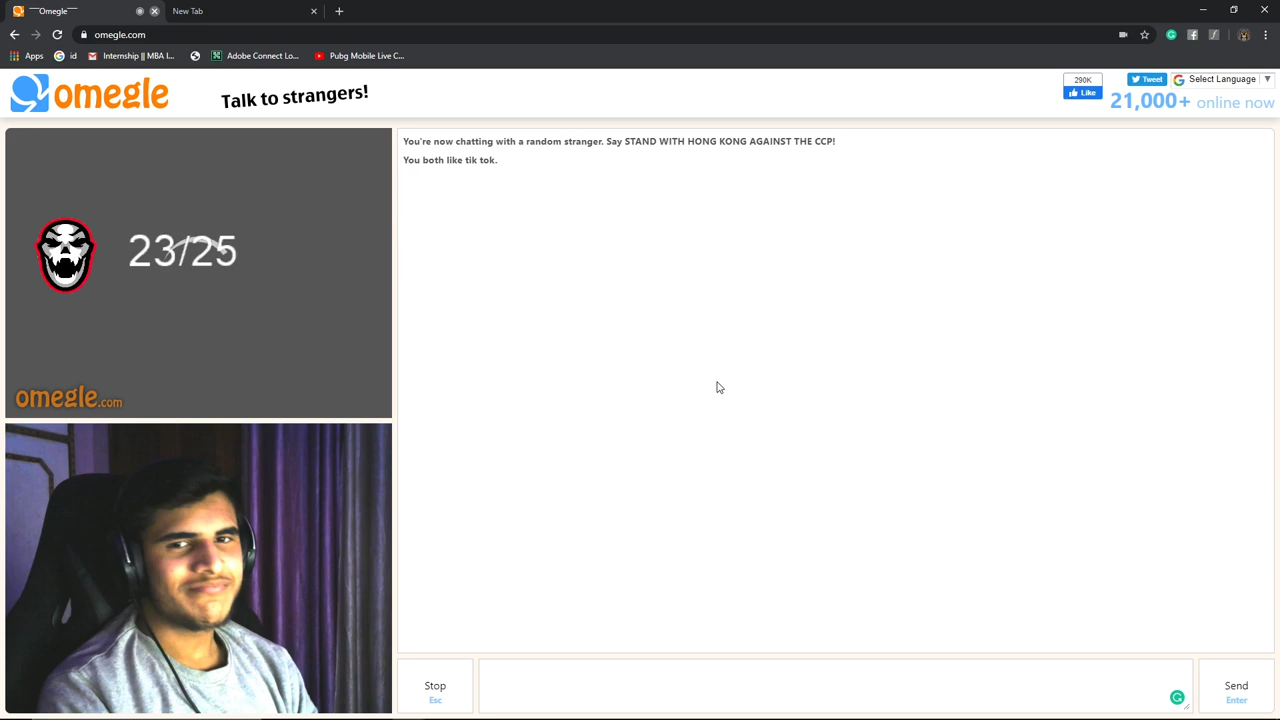 Omegle
New Tab
omegle.com
Apps
id
Internship || MBA I...
Adobe Connect Lo...
Pubg Mobile Live C...
omegle
Talk to strangers!
290K
Like
Tweet
Select Language
21,000+ online now
You're now chatting with a random stranger. Say STAND WITH HONG KONG AGAINST THE CCP!
You both like tik tok.
23/25
omegle.com
Stop
Esc
Send
Enter